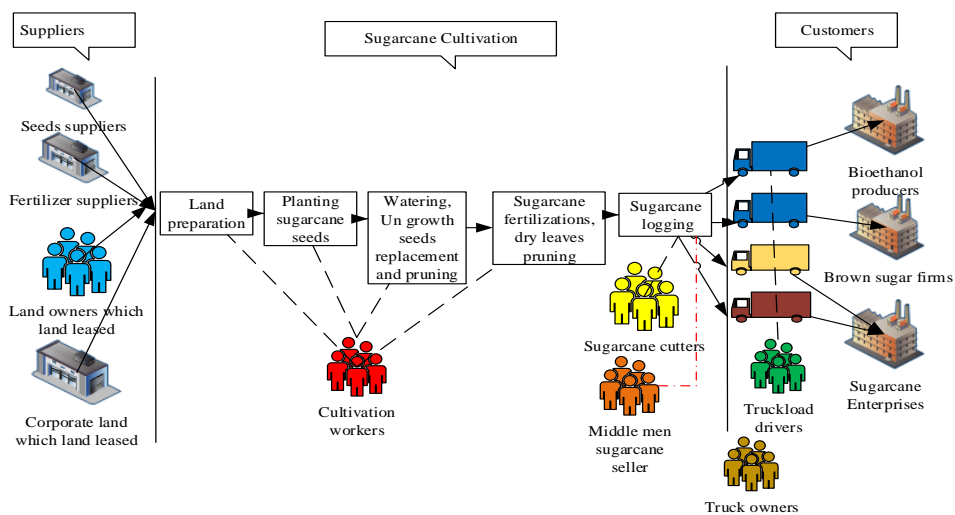 Suppliers
Sugarcane Cultivation
Customers
Seeds suppliers
Fertilizer suppliers
Land owners which
land leased
Corporate land
which land leased
Land
preparation
Planting
sugarcane
seeds
Watering,
Un growth
seeds
replacement
and pruning
Sugarcane
fertilizations,
dry leaves
pruning
Sugarcane
logging
Cultivation
workers
Sugarcane cutters
Middle men
sugarcane
seller
Truckload
drivers
Truck owners
Bioethanol
producers
Brown sugar firms
Sugarcane
Enterprises